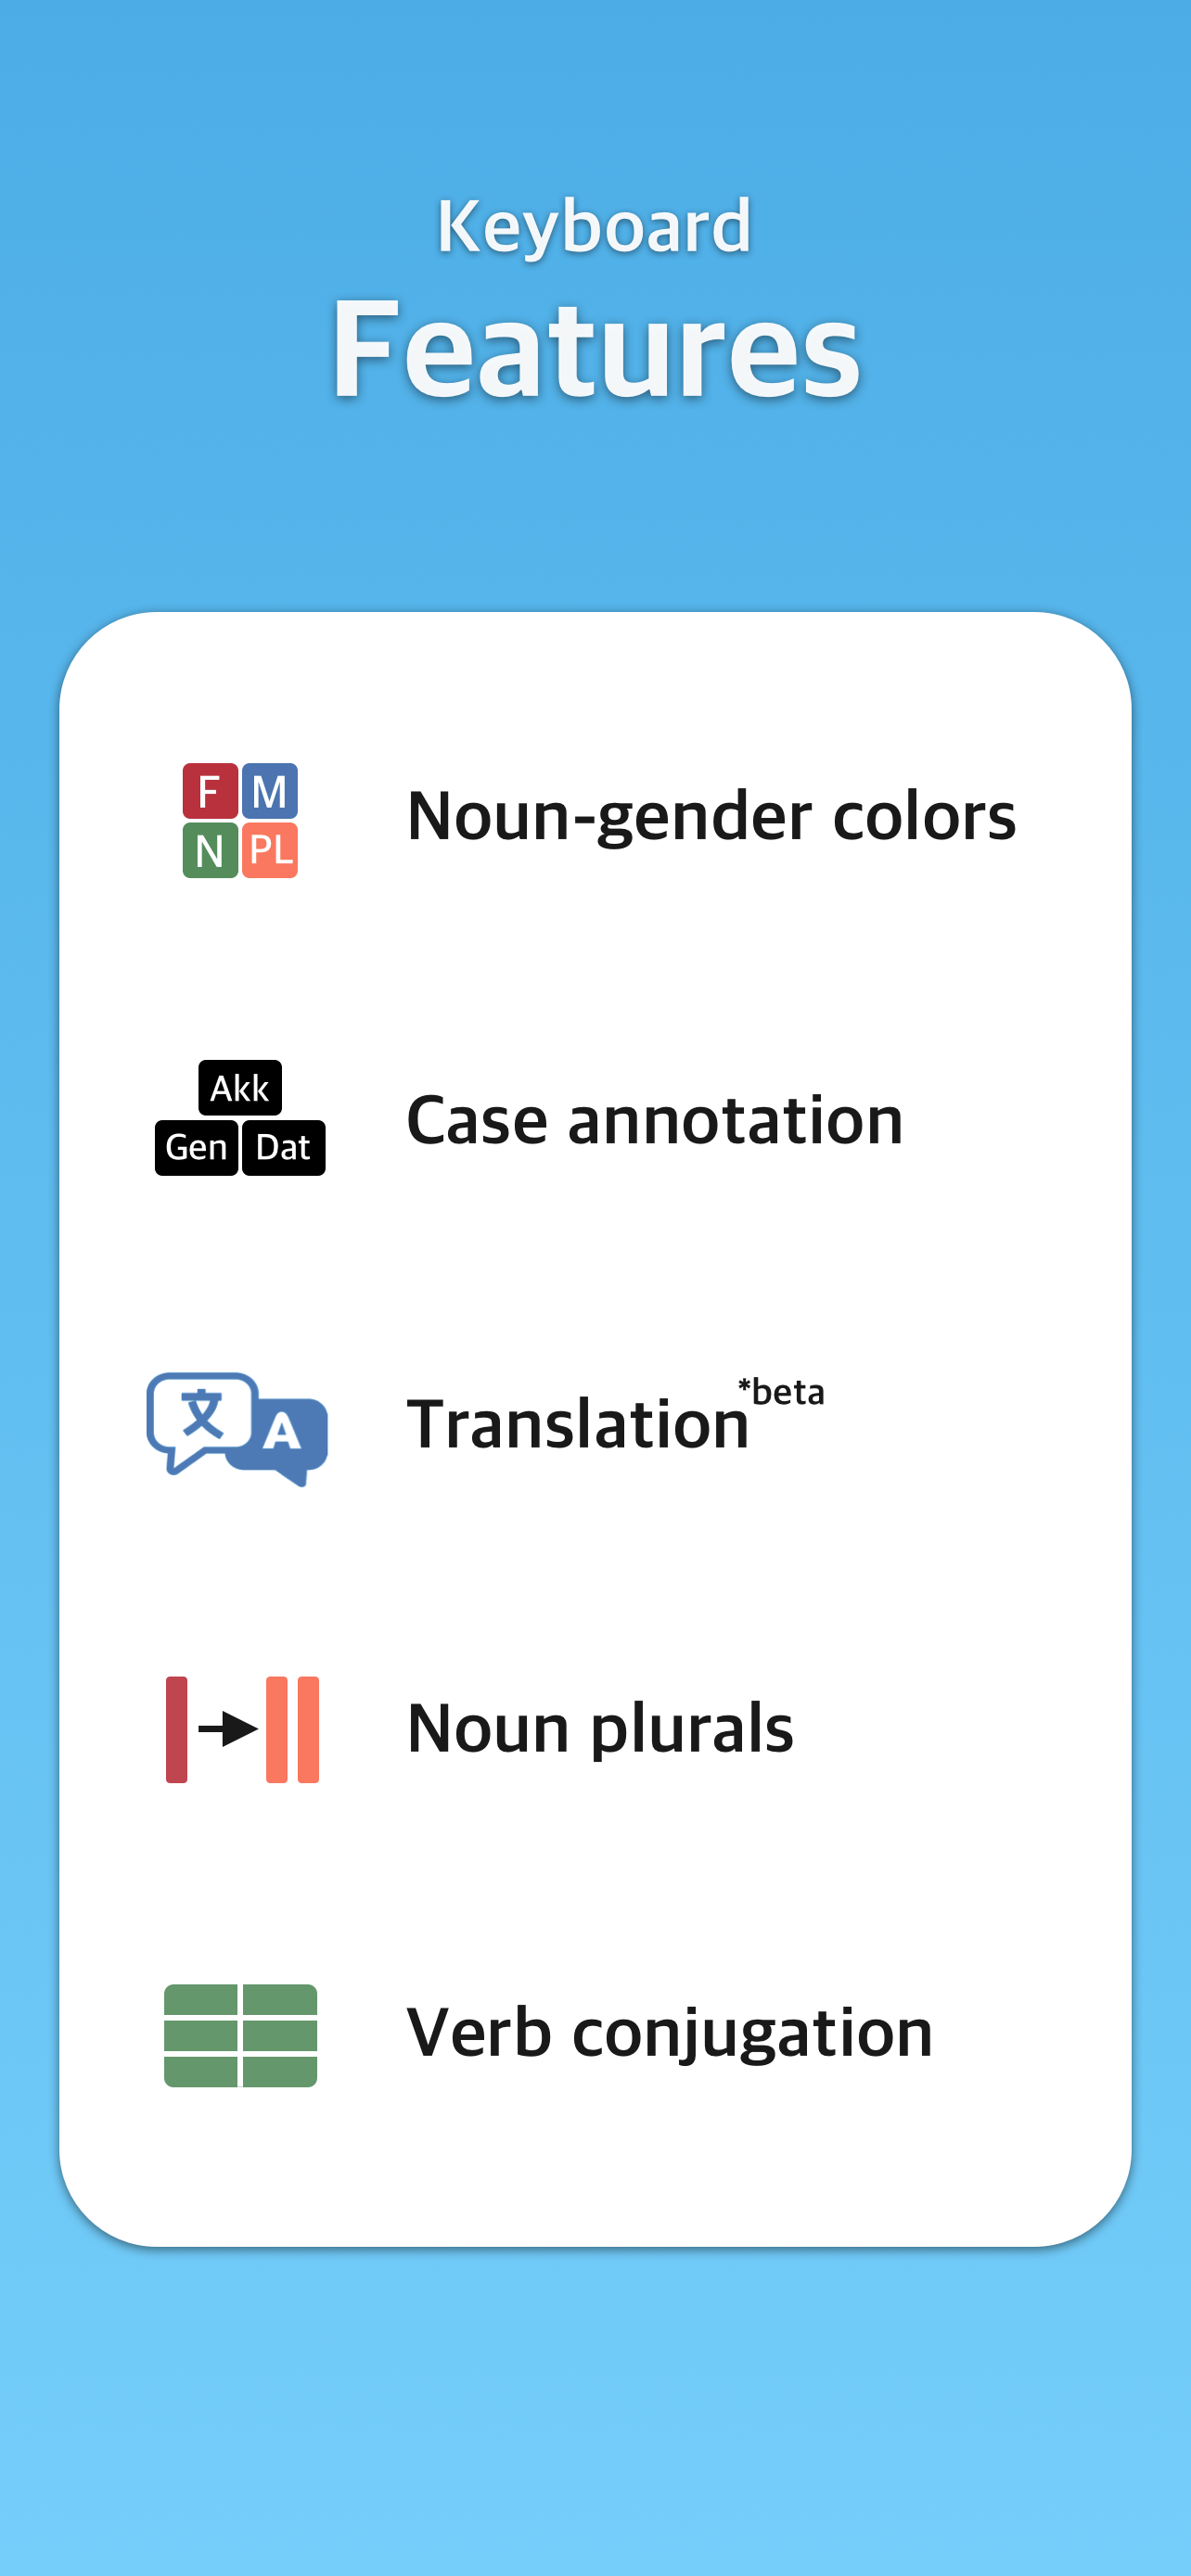 Keyboard
Features
F M
N PL
Noun-gender colors
Akk
Gen Dat
Case annotation
文 A
Translation*beta
Noun plurals
Verb conjugation